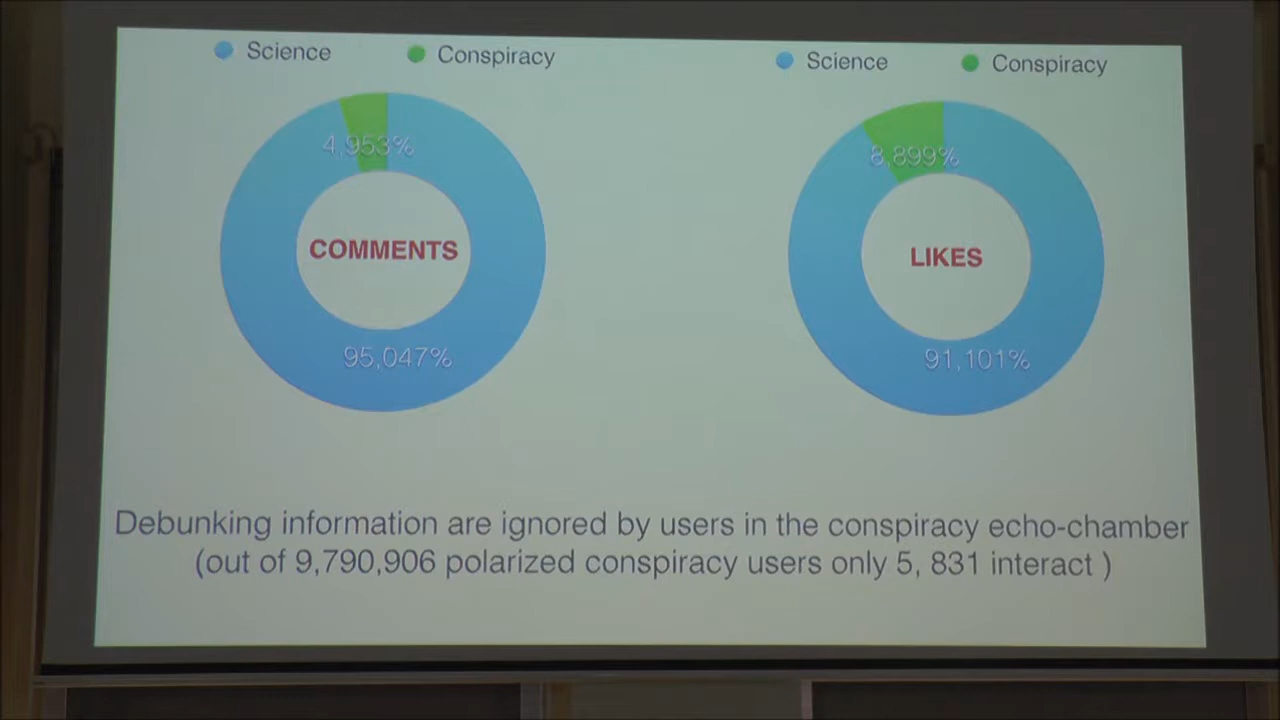 Science Conspiracy
4,953%
COMMENTS
95,047%
Science Conspiracy
8,899%
LIKES
91,101%
Debunking information are ignored by users in the conspiracy echo-chamber
(out of 9,790,906 polarized conspiracy users only 5, 831 interact )